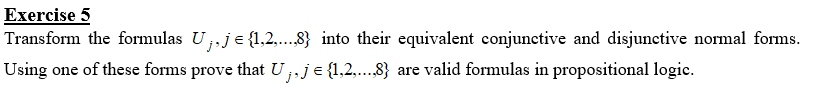 Exercise 5
Transform the formulas U_j, j ∈ {1,2,...,8} into their equivalent conjunctive and disjunctive normal forms.
Using one of these forms prove that U_j, j ∈ {1,2,...,8} are valid formulas in propositional logic.